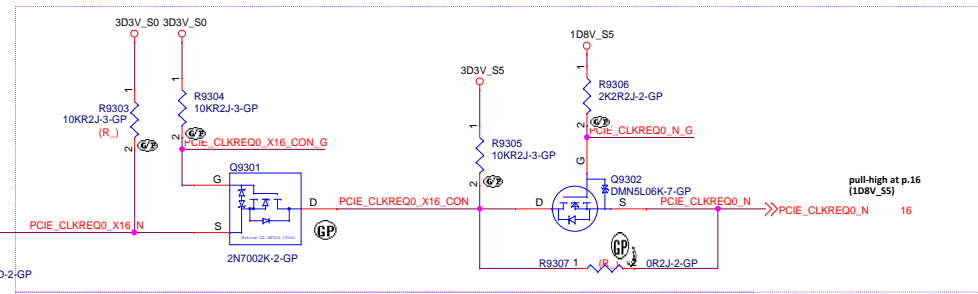 3D3V_S0 3D3V_S0
1D8V_S5
3D3V_S5
1
1
1
1
R9303
10KR2J-3-GP
(R_)
R9304
10KR2J-3-GP
R9305
10KR2J-3-GP
R9306
2K2R2J-2-GP
2
G/P
2
G/P
2
G/P
2
G/P
PCIE_CLKREQ0_X16_CON_G
PCIE_CLKREQ0_N_G
Q9301
G
D
S
GP
2N7002K-2-GP
PCIE_CLKREQ0_X16_N
PCIE_CLKREQ0_X16_CON
G
D
S
Q9302
DMN5L06K-7-GP
PCIE_CLKREQ0_N
pull-high at p.16
(1D8V_S5)
PCIE_CLKREQ0_N 16
GP
R9307 1 (R_) 2 0R2J-2-GP
-2-GP